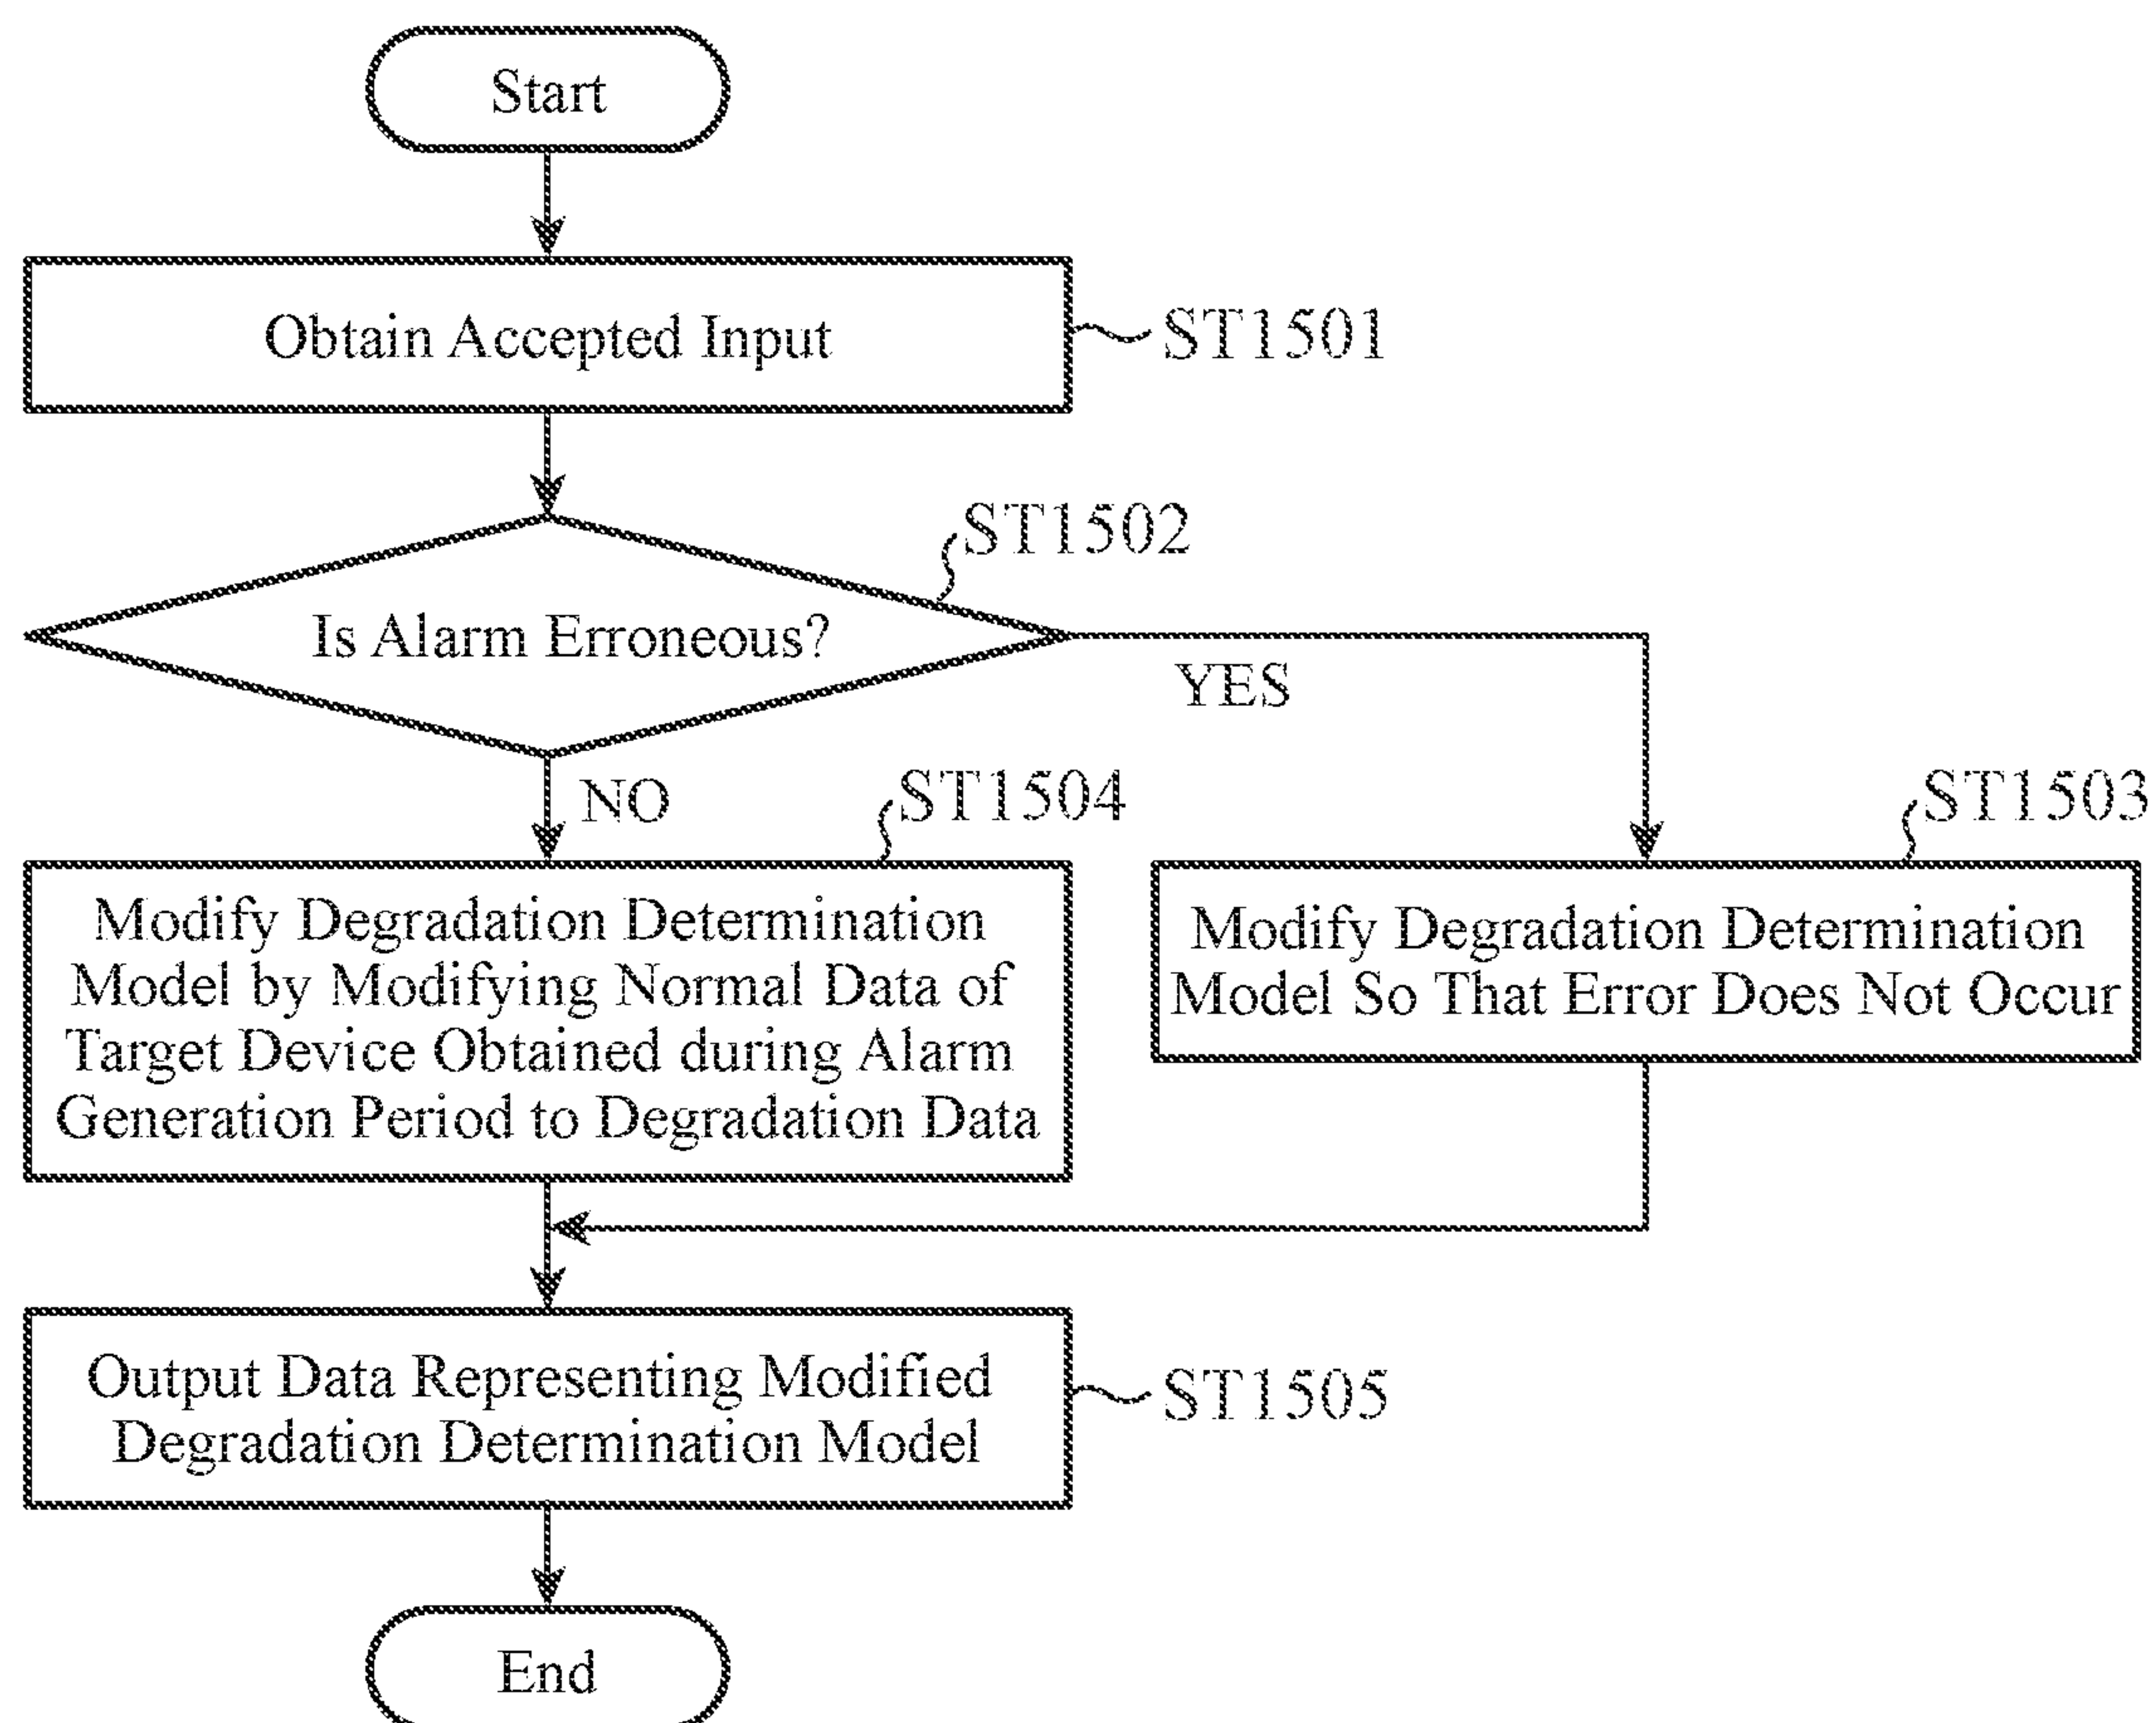 Start
Obtain Accepted Input
ST1501
ST1502
Is Alarm Erroneous?
YES
NO
ST1504
ST1503
Modify Degradation Determination
Model by Modifying Normal Data of
Target Device Obtained during Alarm
Generation Period to Degradation Data
Modify Degradation Determination
Model So That Error Does Not Occur
Output Data Representing Modified
Degradation Determination Model
ST1505
End